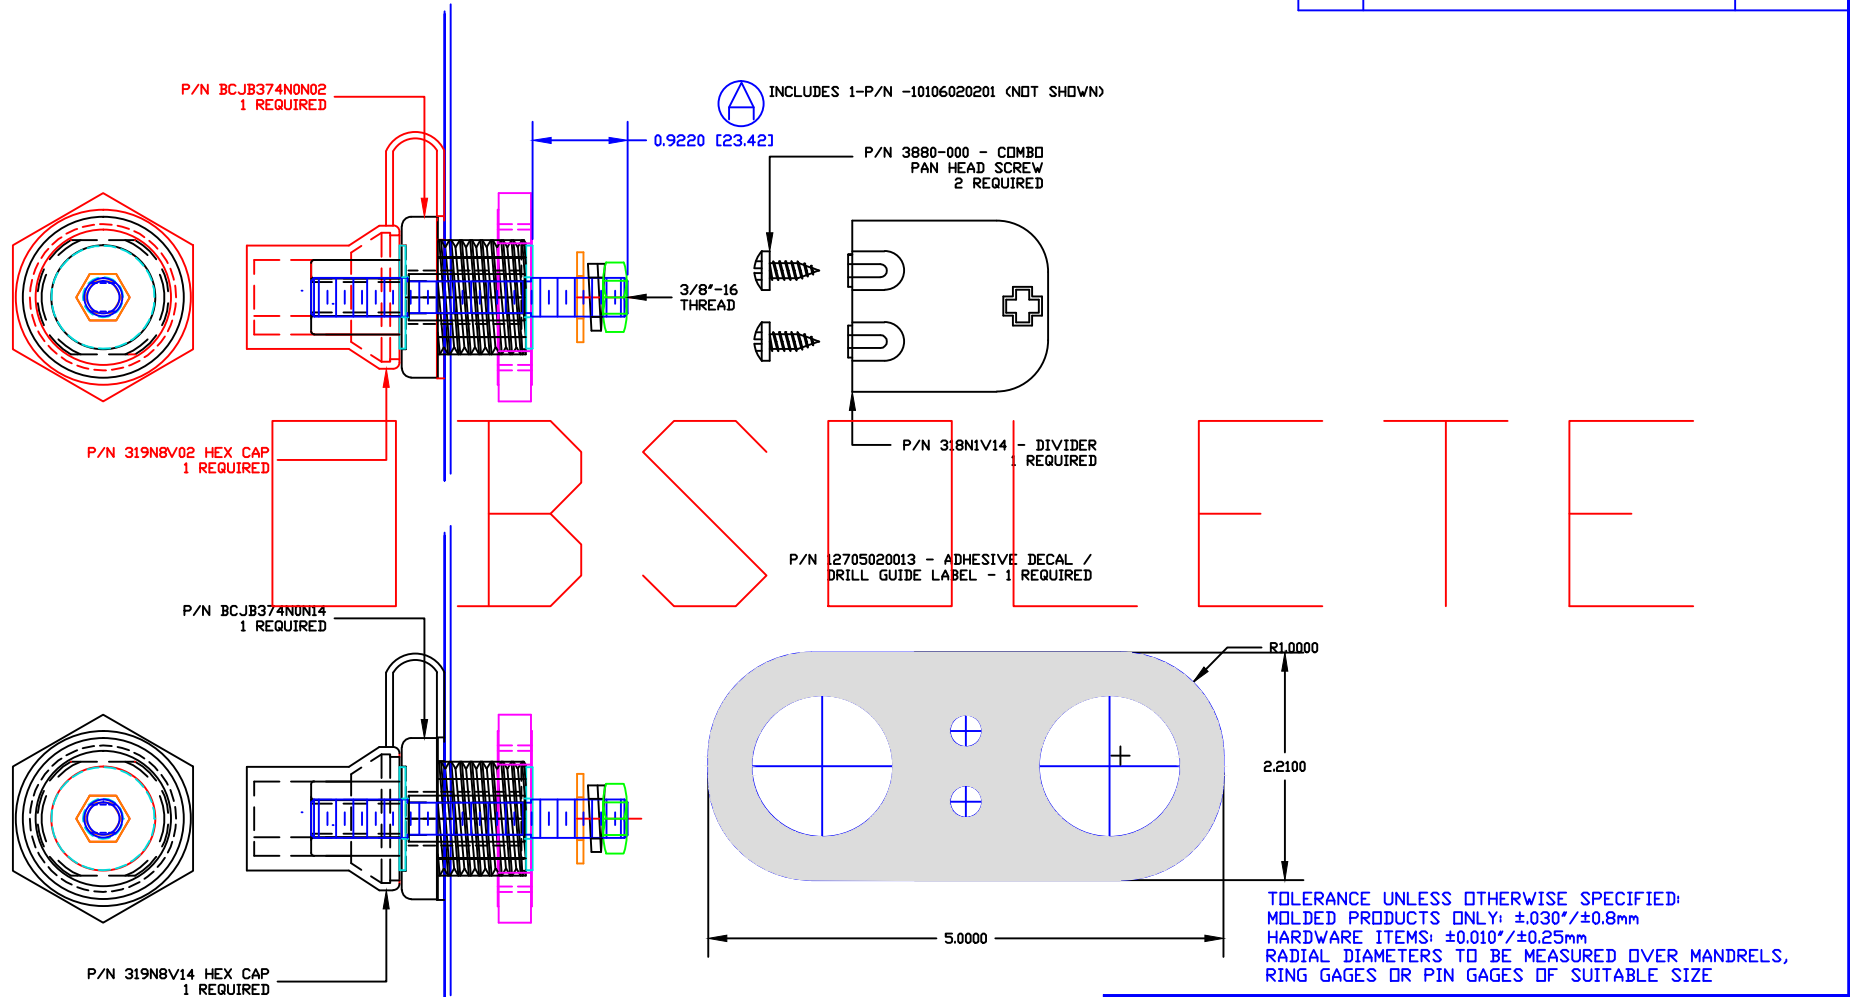 P/N BCJB374N0N02
1 REQUIRED
A
INCLUDES 1-P/N -10106020201 (NOT SHOWN)
0.9220 [23.42]
P/N 3880-000 - COMBO
PAN HEAD SCREW
2 REQUIRED
3/8"-16
THREAD
P/N 319N8V02 HEX CAP
1 REQUIRED
P/N 318N1V14 - DIVIDER
1 REQUIRED
OBSOLETE
P/N 12705020013 - ADHESIVE DECAL /
DRILL GUIDE LABEL - 1 REQUIRED
P/N BCJB374N0N14
1 REQUIRED
R1.0000
2.2100
5.0000
P/N 319N8V14 HEX CAP
1 REQUIRED
TOLERANCE UNLESS OTHERWISE SPECIFIED:
MOLDED PRODUCTS ONLY: ±.030"/±0.8mm
HARDWARE ITEMS: ±0.010"/±0.25mm
RADIAL DIAMETERS TO BE MEASURED OVER MANDRELS,
RING GAGES OR PIN GAGES OF SUITABLE SIZE